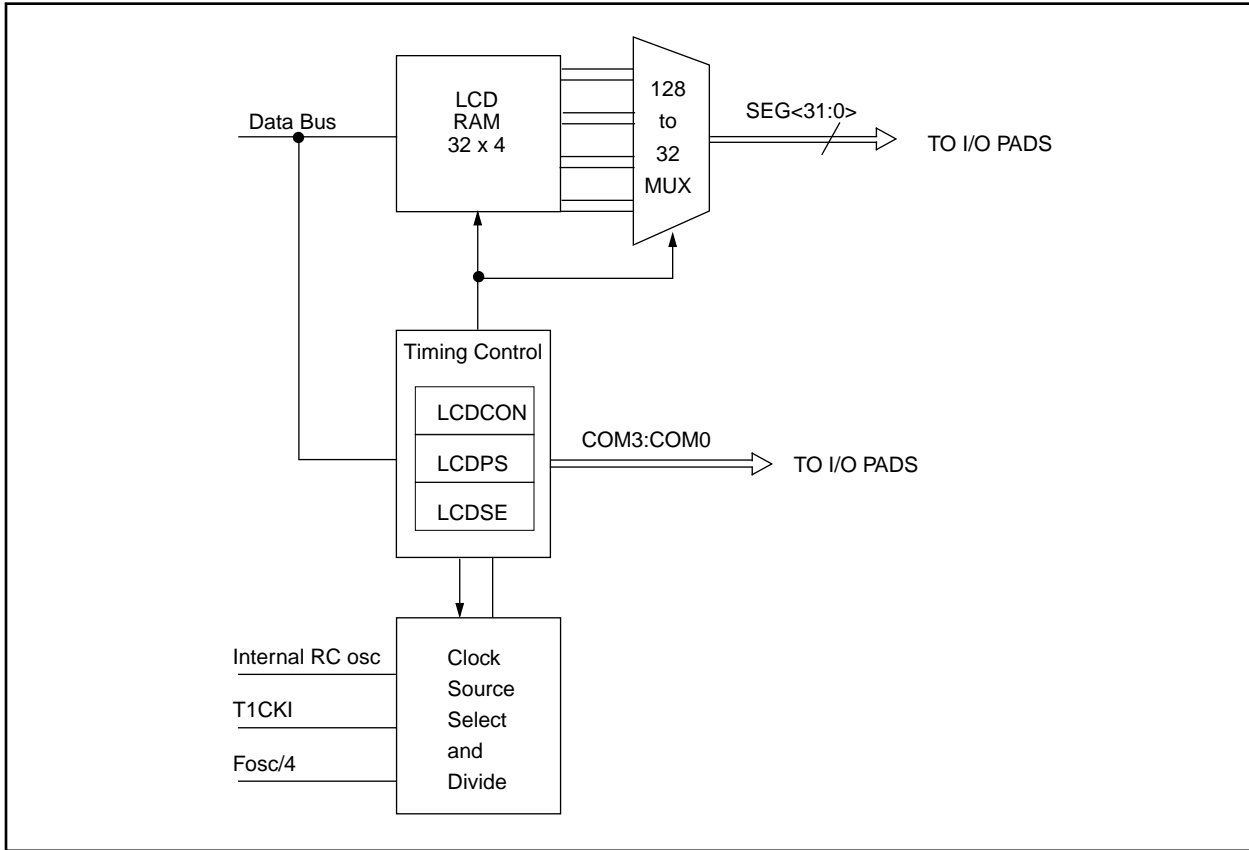 LCD
RAM
32 x 4
128
to
32
MUX
Data Bus
SEG<31:0>
TO I/O PADS
Timing Control
LCDCON
LCDPS
LCDSE
COM3:COM0
TO I/O PADS
Internal RC osc
T1CKI
Fosc/4
Clock
Source
Select
and
Divide